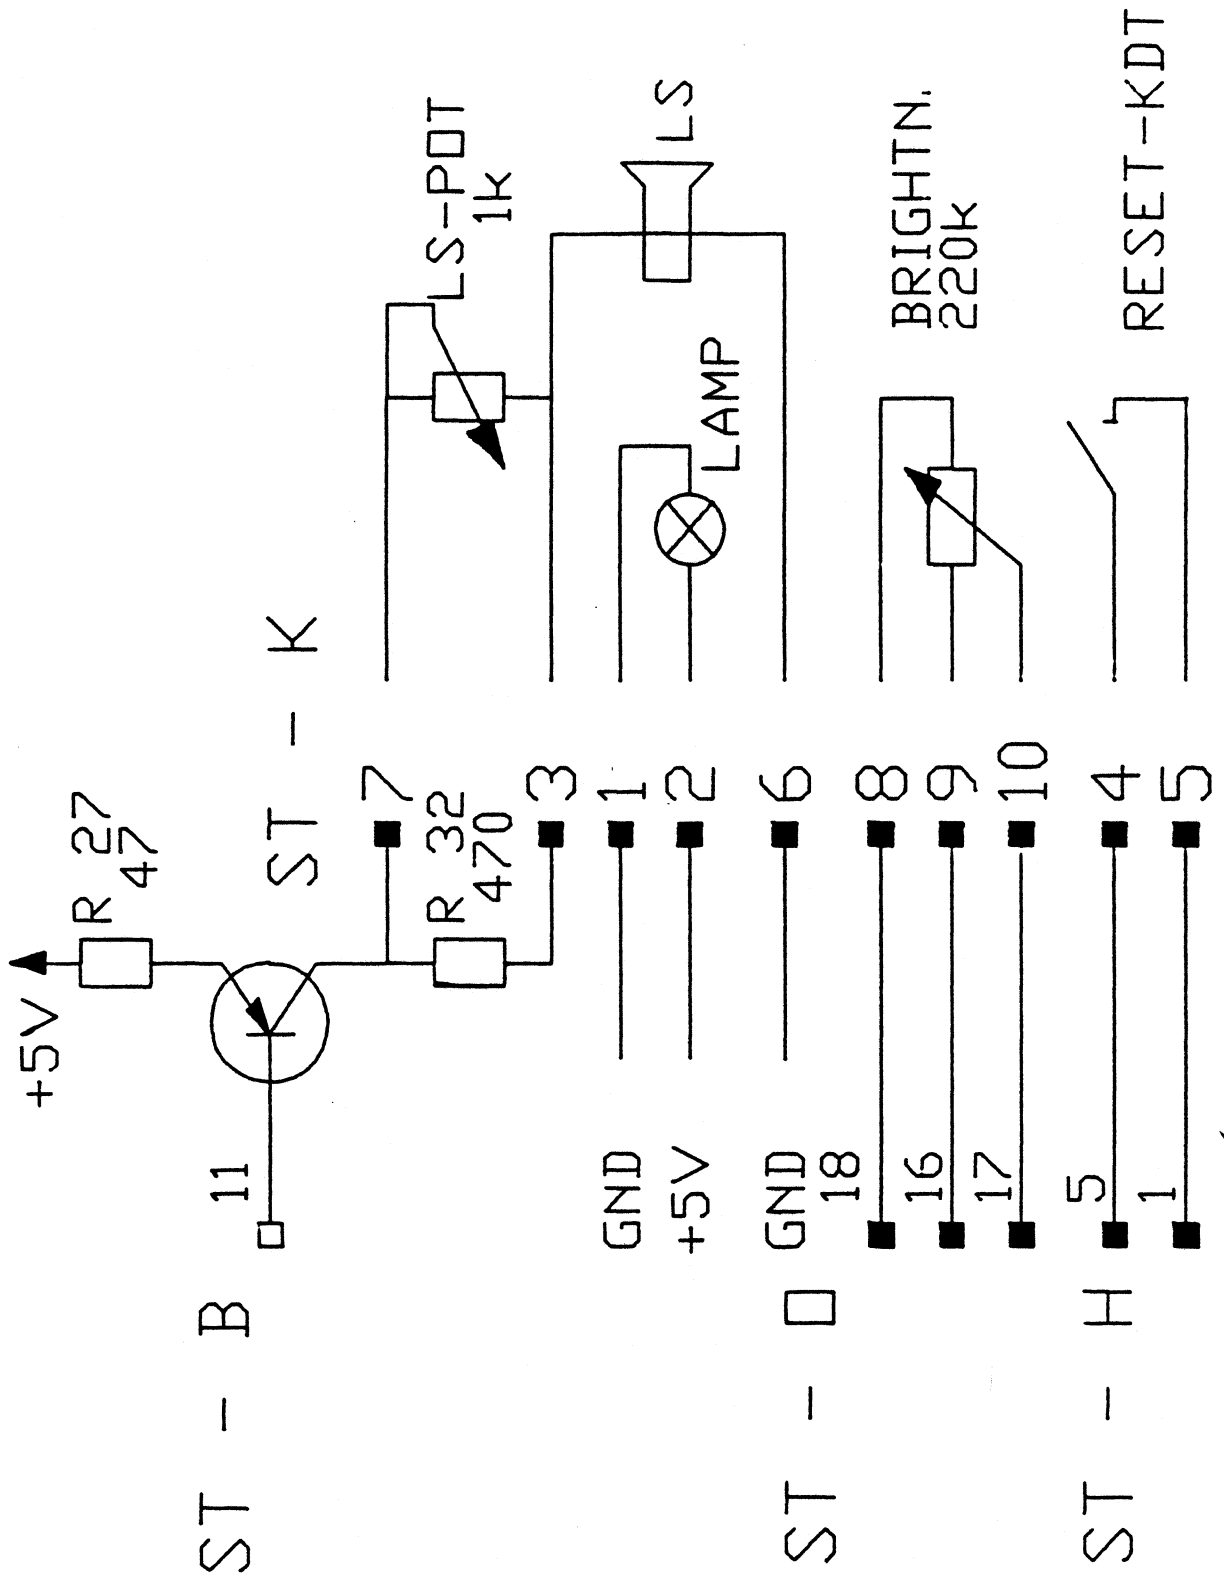 +5V
R 27
47
ST - B
11
ST - K
7
R 32
470
3
1
2
6
8
9
10
4
5
LS-POT
1k
LS
LAMP
BRIGHTN.
220k
RESET-KDT
GND
+5V
GND
ST - O
18
16
17
ST - H
5
1